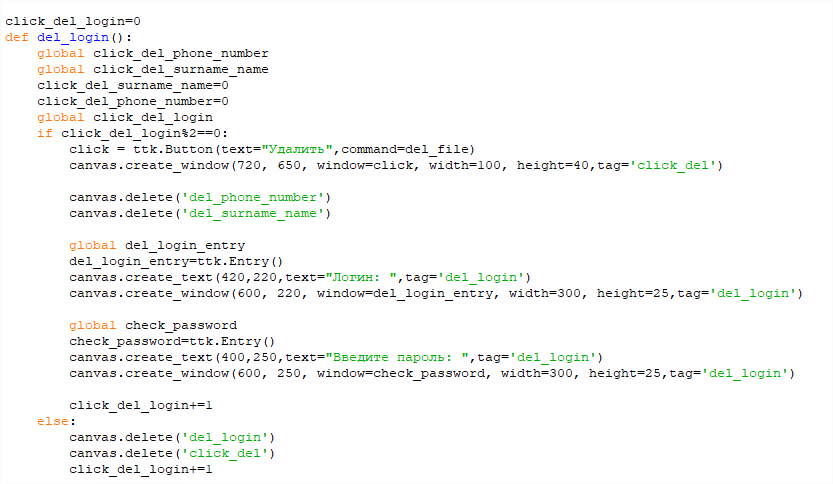 click_del_login=0
def del_login():
    global click_del_phone_number
    global click_del_surname_name
    click_del_surname_name=0
    click_del_phone_number=0
    global click_del_login
    if click_del_login%2==0:
        click = ttk.Button(text="Удалить",command=del_file)
        canvas.create_window(720, 650, window=click, width=100, height=40,tag='click_del')

        canvas.delete('del_phone_number')
        canvas.delete('del_surname_name')

        global del_login_entry
        del_login_entry=ttk.Entry()
        canvas.create_text(420,220,text="Логин: ",tag='del_login')
        canvas.create_window(600, 220, window=del_login_entry, width=300, height=25,tag='del_login')

        global check_password
        check_password=ttk.Entry()
        canvas.create_text(400,250,text="Введите пароль: ",tag='del_login')
        canvas.create_window(600, 250, window=check_password, width=300, height=25,tag='del_login')

        click_del_login+=1
    else:
        canvas.delete('del_login')
        canvas.delete('click_del')
        click_del_login+=1